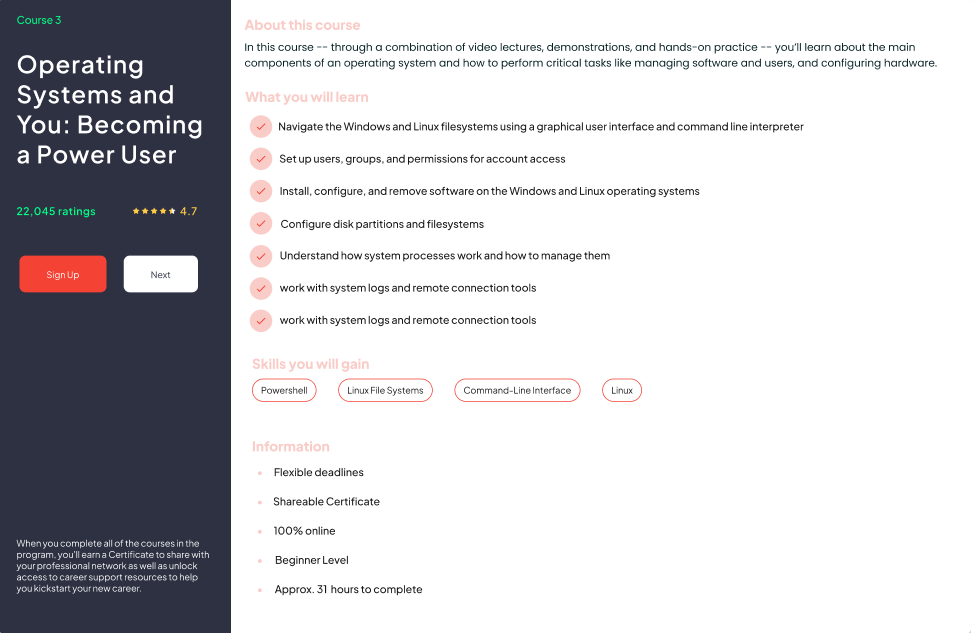 Course 3
Operating
Systems and
You: Becoming
a Power User
22,045 ratings
4.7
Sign Up
Next
When you complete all of the courses in the
program, you'll earn a Certificate to share with
your professional network as well as unlock
access to career support resources to help
you kickstart your new career.
About this course
In this course -- through a combination of video lectures, demonstrations, and hands-on practice -- you'll learn about the main
components of an operating system and how to perform critical tasks like managing software and users, and configuring hardware.
What you will learn
Navigate the Windows and Linux filesystems using a graphical user interface and command line interpreter
Set up users, groups, and permissions for account access
Install, configure, and remove software on the Windows and Linux operating systems
Configure disk partitions and filesystems
Understand how system processes work and how to manage them
work with system logs and remote connection tools
work with system logs and remote connection tools
Skills you will gain
Powershell
Linux File Systems
Command-Line Interface
Linux
Information
Flexible deadlines
Shareable Certificate
100% online
Beginner Level
Approx. 31 hours to complete